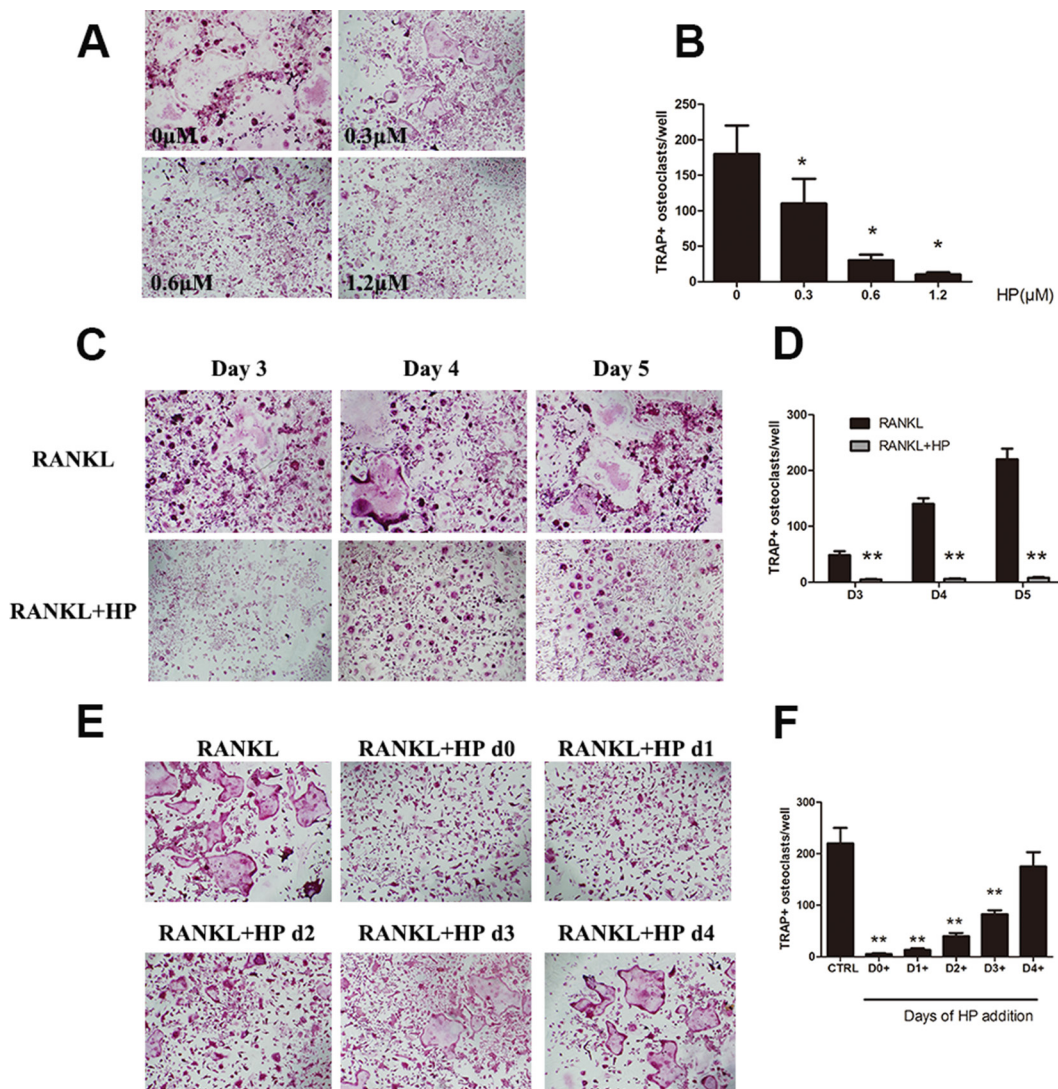 A
0µM
0.3µM
0.6µM
1.2µM
B
TRAP+ osteoclasts/well
250
200
150
100
50
0
*
*
*
0 0.3 0.6 1.2
HP(µM)
C
Day 3 Day 4 Day 5
RANKL
RANKL+HP
D
TRAP+ osteoclasts/well
300
200
100
0
RANKL
RANKL+HP
** ** **
D3 D4 D5
E
RANKL RANKL+HP d0 RANKL+HP d1
RANKL+HP d2 RANKL+HP d3 RANKL+HP d4
F
TRAP+ osteoclasts/well
300
200
100
0
** ** ** **
CTRL D0+ D1+ D2+ D3+ D4+
Days of HP addition